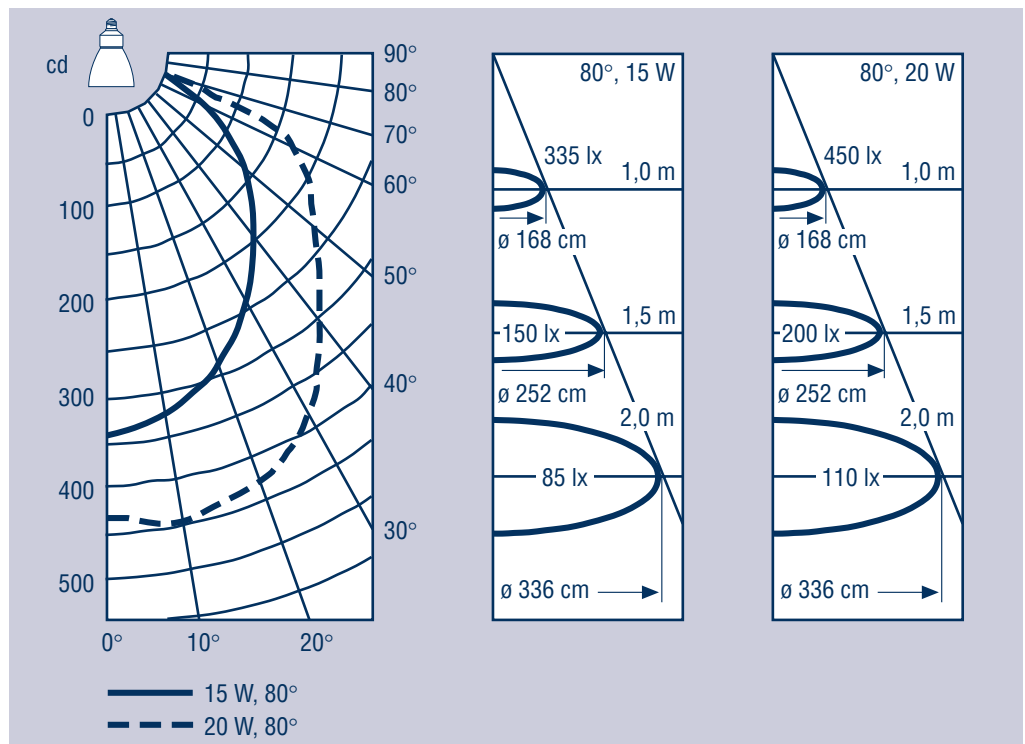 cd
0
100
200
300
400
500
90°
80°
70°
60°
50°
40°
30°
0°
10°
20°
15 W, 80°
20 W, 80°
80°, 15 W
335 lx
1,0 m
ø 168 cm
150 lx
1,5 m
ø 252 cm
2,0 m
85 lx
ø 336 cm
80°, 20 W
450 lx
1,0 m
ø 168 cm
200 lx
1,5 m
ø 252 cm
2,0 m
110 lx
ø 336 cm